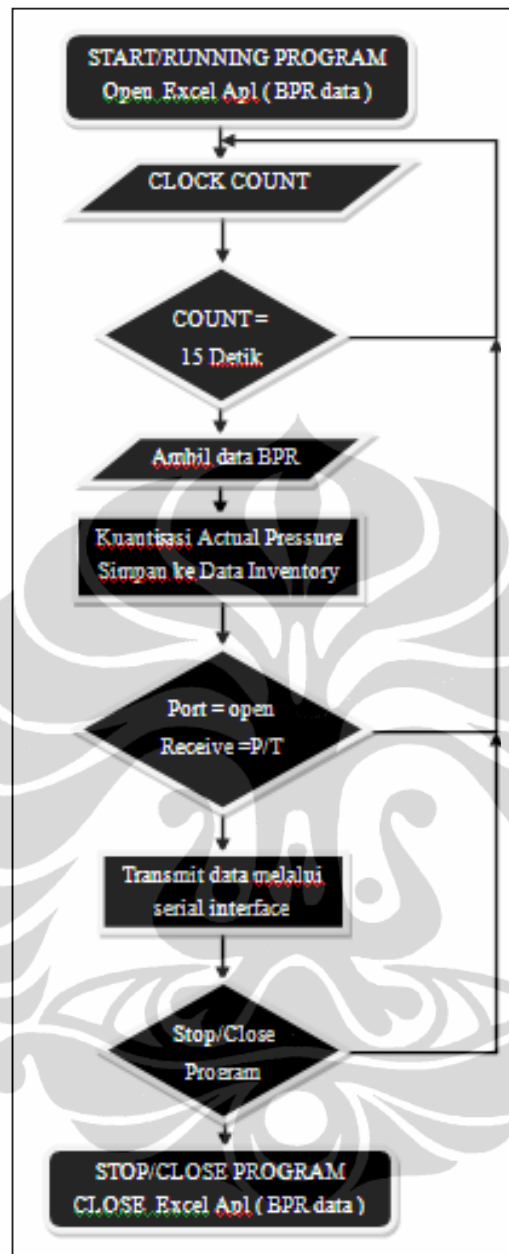 START/RUNNING PROGRAM
Open Excel Apl ( BPR data )
CLOCK COUNT
COUNT =
15 Detik
Ambil data BPR
Kuantisasi Actual Pressure
Simpan ke Data Inventory
Port = open
Receive =P/T
Transmit data melalui
serial interface
Stop/Close
Program
STOP/CLOSE PROGRAM
CLOSE Excel Apl ( BPR data )